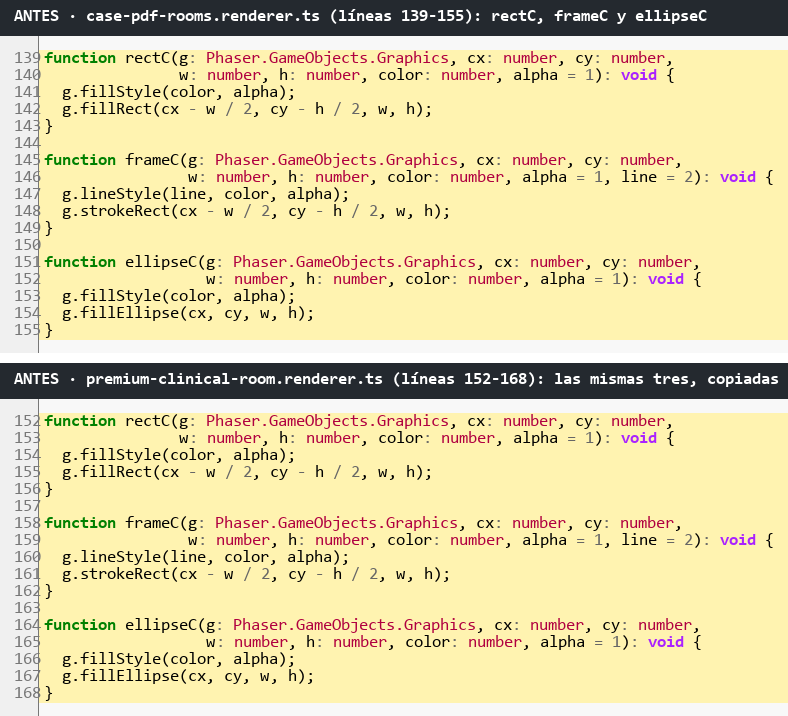 ANTES · case-pdf-rooms.renderer.ts (líneas 139-155): rectC, frameC y ellipseC
139 function rectC(g: Phaser.GameObjects.Graphics, cx: number, cy: number,
140                w: number, h: number, color: number, alpha = 1): void {
141   g.fillStyle(color, alpha);
142   g.fillRect(cx - w / 2, cy - h / 2, w, h);
143 }
144
145 function frameC(g: Phaser.GameObjects.Graphics, cx: number, cy: number,
146                 w: number, h: number, color: number, alpha = 1, line = 2): void {
147   g.lineStyle(line, color, alpha);
148   g.strokeRect(cx - w / 2, cy - h / 2, w, h);
149 }
150
151 function ellipseC(g: Phaser.GameObjects.Graphics, cx: number, cy: number,
152                   w: number, h: number, color: number, alpha = 1): void {
153   g.fillStyle(color, alpha);
154   g.fillEllipse(cx, cy, w, h);
155 }
ANTES · premium-clinical-room.renderer.ts (líneas 152-168): las mismas tres, copiadas
152 function rectC(g: Phaser.GameObjects.Graphics, cx: number, cy: number,
153                w: number, h: number, color: number, alpha = 1): void {
154   g.fillStyle(color, alpha);
155   g.fillRect(cx - w / 2, cy - h / 2, w, h);
156 }
157
158 function frameC(g: Phaser.GameObjects.Graphics, cx: number, cy: number,
159                 w: number, h: number, color: number, alpha = 1, line = 2): void {
160   g.lineStyle(line, color, alpha);
161   g.strokeRect(cx - w / 2, cy - h / 2, w, h);
162 }
163
164 function ellipseC(g: Phaser.GameObjects.Graphics, cx: number, cy: number,
165                   w: number, h: number, color: number, alpha = 1): void {
166   g.fillStyle(color, alpha);
167   g.fillEllipse(cx, cy, w, h);
168 }